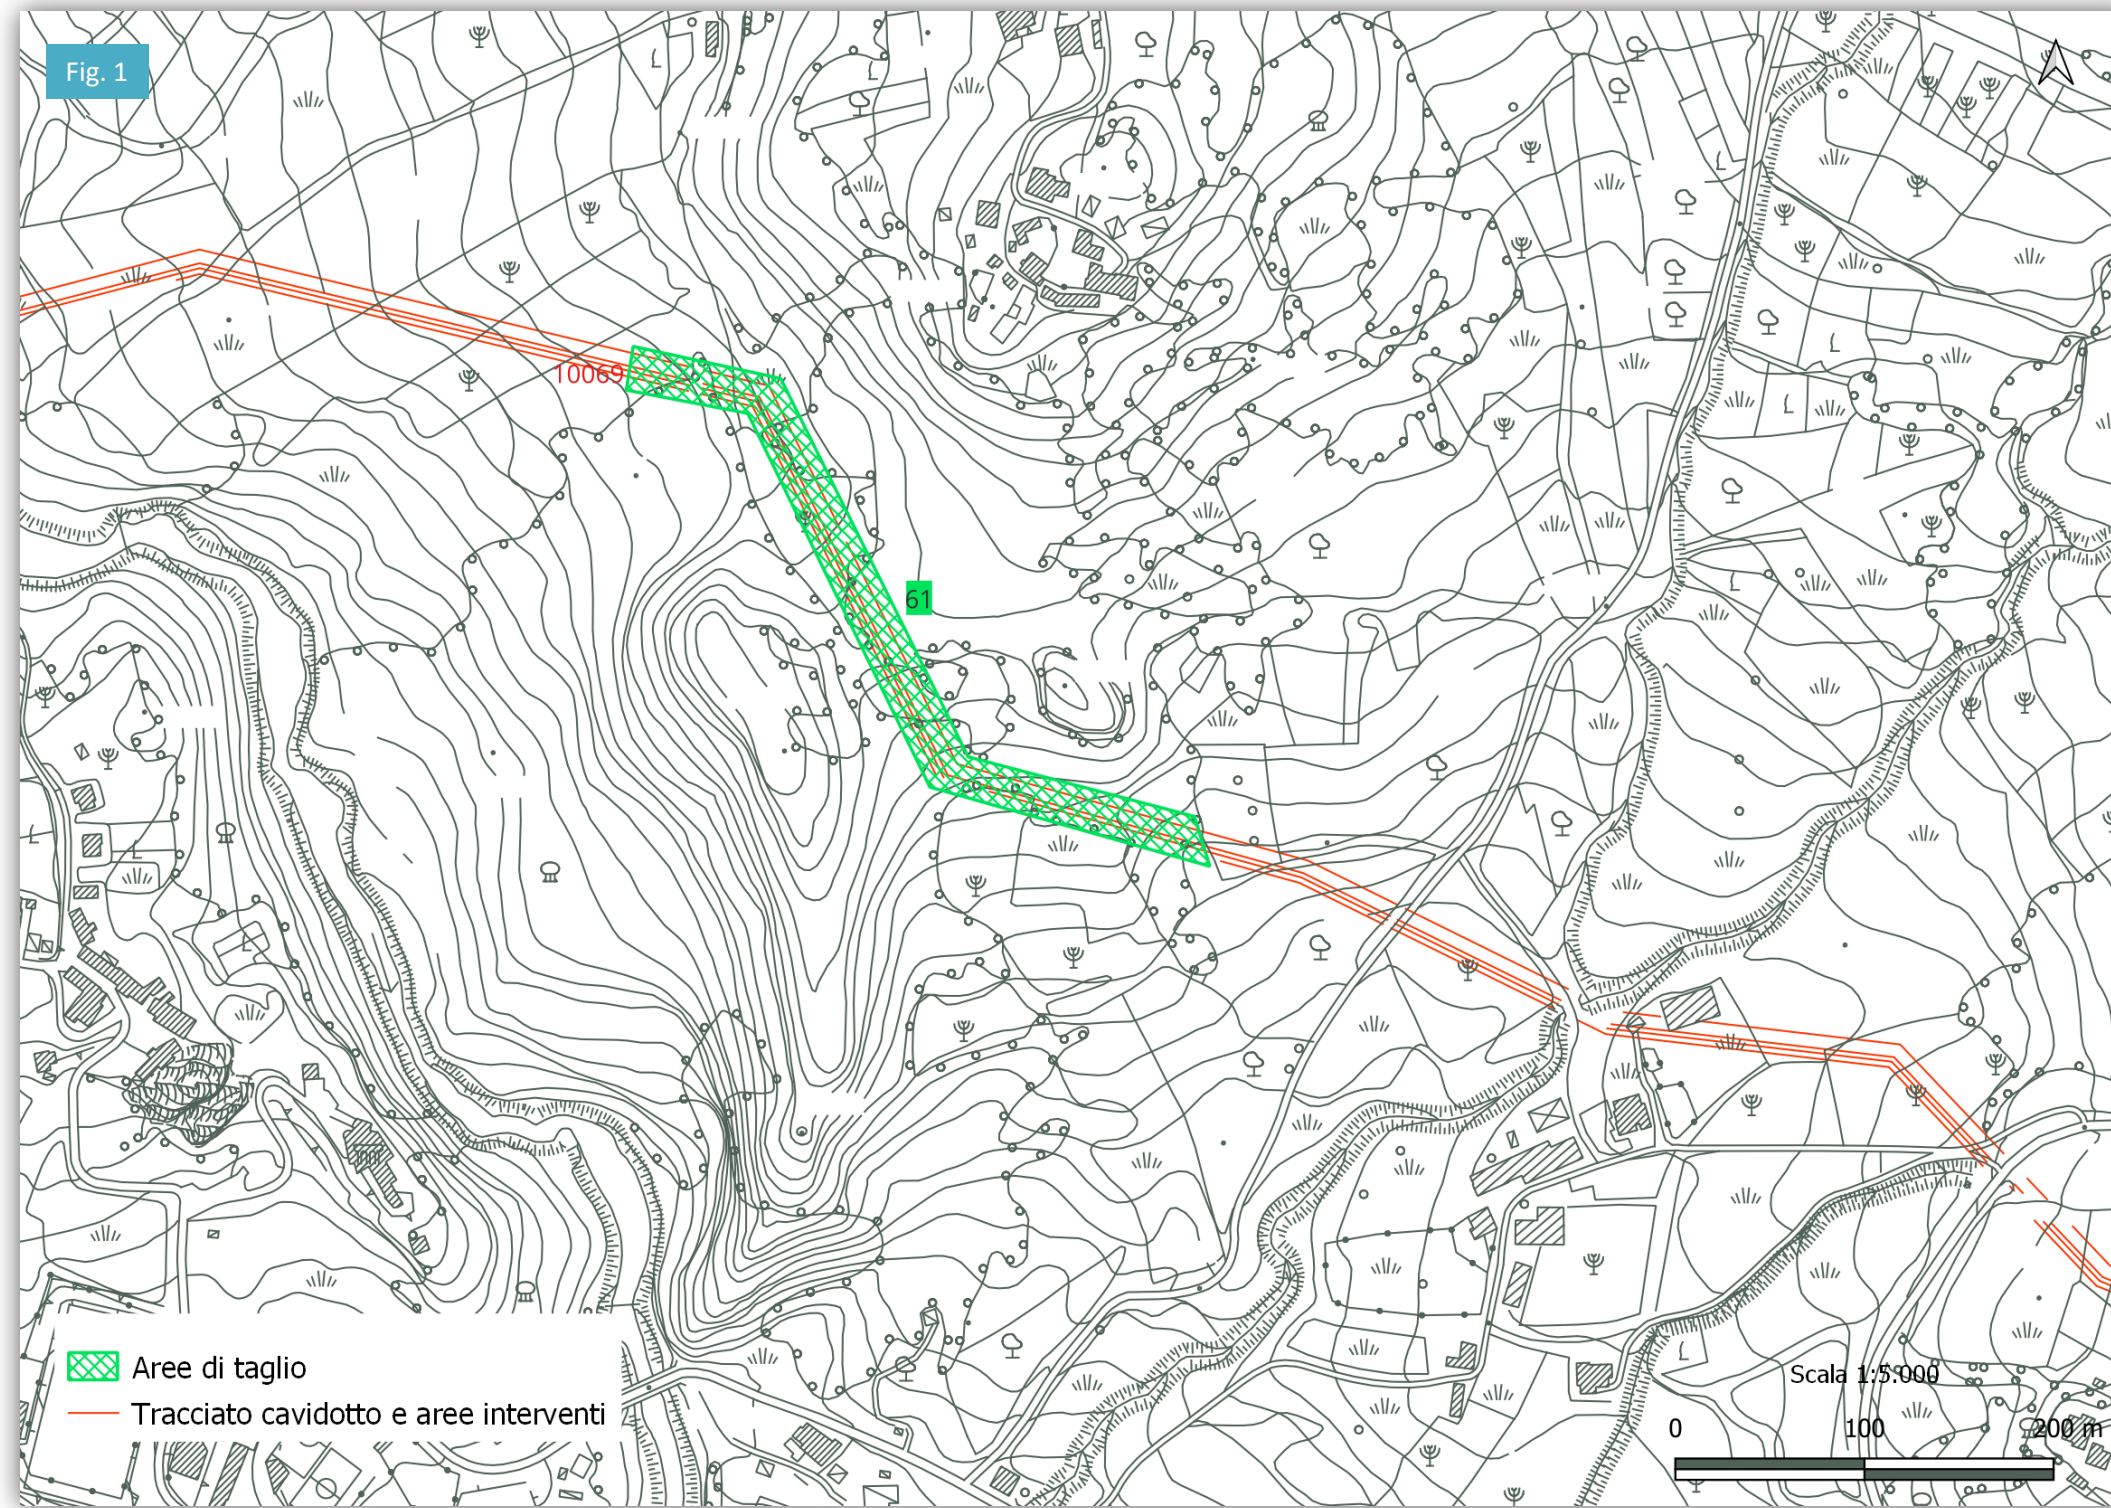 Fig. 1
10069
61
Aree di taglio
Tracciato cavidotto e aree interventi
Scala 1:5.000
0 100 200 m